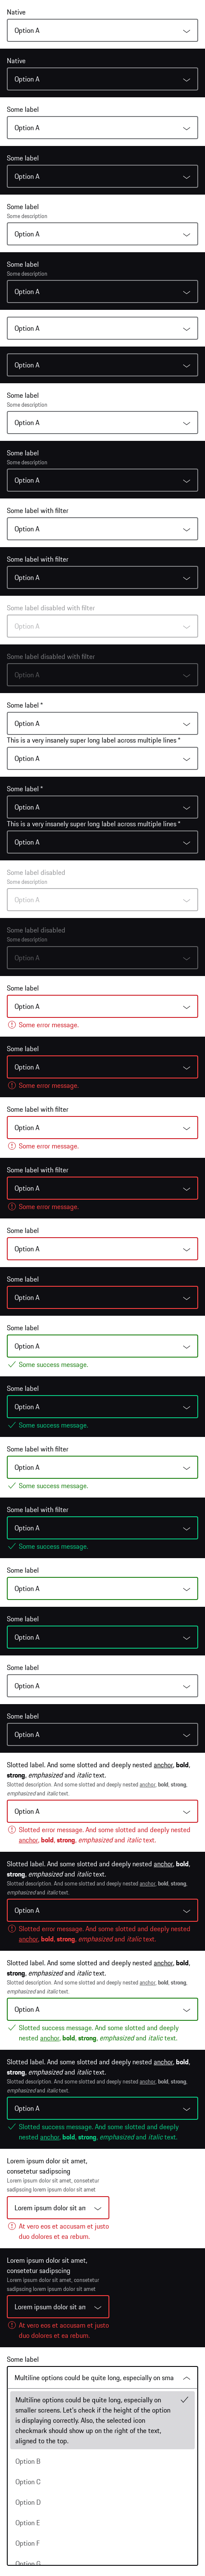 Native
Option A
Native
Option A
Some label
Option A
Some label
Option A
Some label
Some description
Option A
Some label
Some description
Option A
Option A
Option A
Some label
Some description
Option A
Some label
Some description
Option A
Some label with filter
Option A
Some label with filter
Option A
Some label disabled with filter
Option A
Some label disabled with filter
Option A
Some label *
Option A
This is a very insanely super long label across multiple lines *
Option A
Some label *
Option A
This is a very insanely super long label across multiple lines *
Option A
Some label disabled
Some description
Option A
Some label disabled
Some description
Option A
Some label
Option A
Some error message.
Some label
Option A
Some error message.
Some label with filter
Option A
Some error message.
Some label with filter
Option A
Some error message.
Some label
Option A
Some label
Option A
Some label
Option A
Some success message.
Some label
Option A
Some success message.
Some label with filter
Option A
Some success message.
Some label with filter
Option A
Some success message.
Some label
Option A
Some label
Option A
Some label
Option A
Some label
Option A
Slotted label. And some slotted and deeply nested anchor, bold,
strong, emphasized and italic text.
Slotted description. And some slotted and deeply nested anchor, bold, strong,
emphasized and italic text.
Option A
Slotted error message. And some slotted and deeply nested
anchor, bold, strong, emphasized and italic text.
Slotted label. And some slotted and deeply nested anchor, bold,
strong, emphasized and italic text.
Slotted description. And some slotted and deeply nested anchor, bold, strong,
emphasized and italic text.
Option A
Slotted error message. And some slotted and deeply nested
anchor, bold, strong, emphasized and italic text.
Slotted label. And some slotted and deeply nested anchor, bold,
strong, emphasized and italic text.
Slotted description. And some slotted and deeply nested anchor, bold, strong,
emphasized and italic text.
Option A
Slotted success message. And some slotted and deeply
nested anchor, bold, strong, emphasized and italic text.
Slotted label. And some slotted and deeply nested anchor, bold,
strong, emphasized and italic text.
Slotted description. And some slotted and deeply nested anchor, bold, strong,
emphasized and italic text.
Option A
Slotted success message. And some slotted and deeply
nested anchor, bold, strong, emphasized and italic text.
Lorem ipsum dolor sit amet,
consetetur sadipscing
Lorem ipsum dolor sit amet, consetetur
sadipscing lorem ipsum dolor sit amet
Lorem ipsum dolor sit am
At vero eos et accusam et justo
duo dolores et ea rebum.
Lorem ipsum dolor sit amet,
consetetur sadipscing
Lorem ipsum dolor sit amet, consetetur
sadipscing lorem ipsum dolor sit amet
Lorem ipsum dolor sit am
At vero eos et accusam et justo
duo dolores et ea rebum.
Some label
Multiline options could be quite long, especially on sma
Multiline options could be quite long, especially on
smaller screens. Let's check if the height of the option
is displaying correctly. Also, the selected icon
checkmark should show up on the right of the text,
aligned to the top.
Option B
Option C
Option D
Option E
Option F
Option G